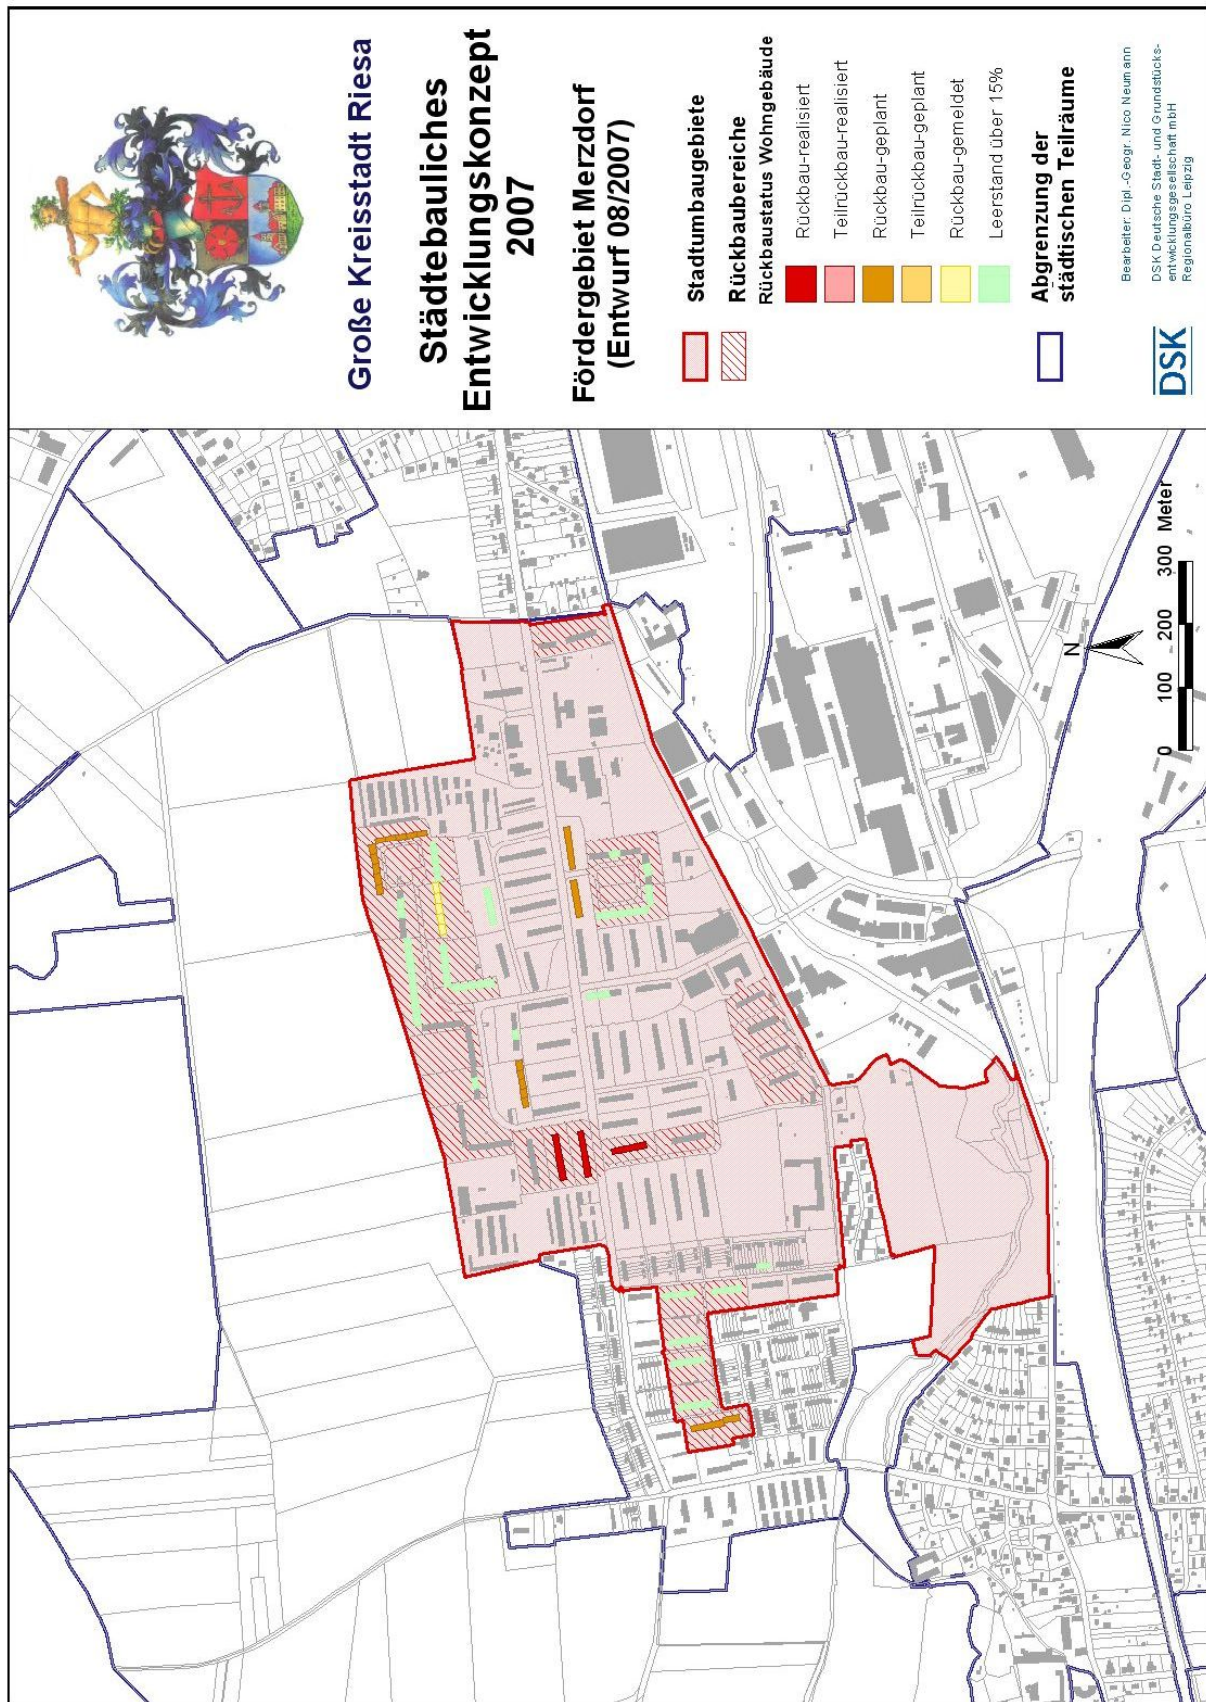 Große Kreisstadt Riesa
Städtebauliches
Entwicklungskonzept
2007
Fördergebiet Merzdorf
(Entwurf 08/2007)
Stadtumbaugebiete
Rückbaubereiche
Rückbaustatus Wohngebäude
Rückbau-realisiert
Teilrückbau-realisiert
Rückbau-geplant
Teilrückbau-geplant
Rückbau-gemeldet
Leerstand über 15%
Abgrenzung der
städtischen Teilräume
Bearbeiter: Dipl.-Geogr. Nico Neumann
DSK Deutsche Stadt- und Grundstücks-
entwicklungsgesellschaft mbH
Regionalbüro Leipzig
DSK
N
0 100 200 300 Meter